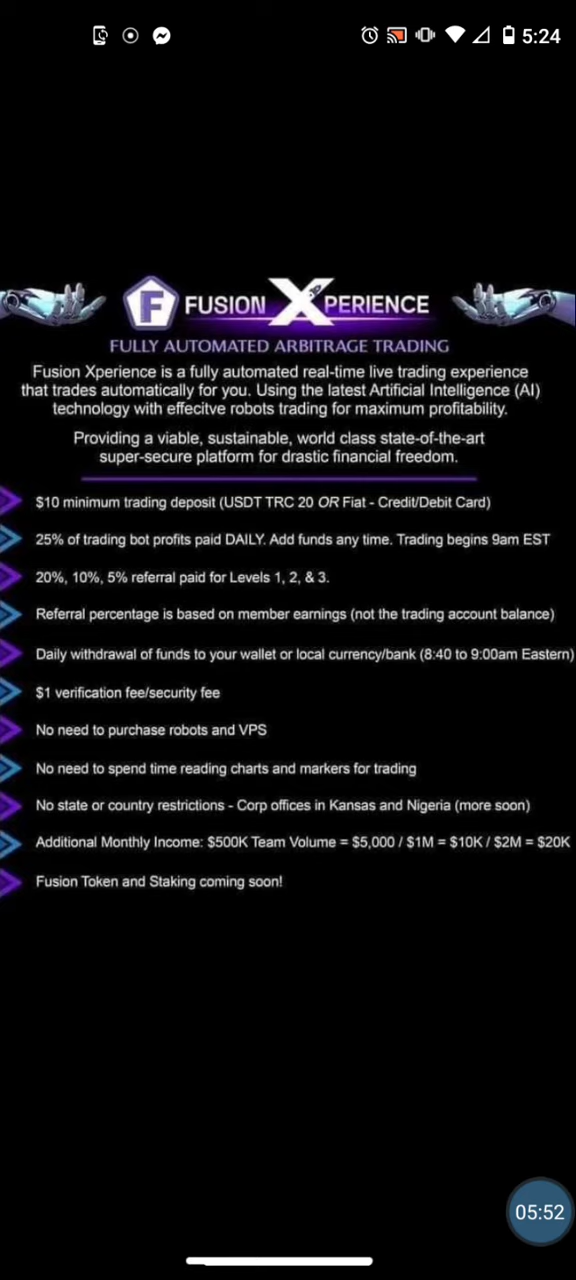 5:24
F FUSION XPERIENCE
FULLY AUTOMATED ARBITRAGE TRADING
Fusion Xperience is a fully automated real-time live trading experience
that trades automatically for you. Using the latest Artificial Intelligence (AI)
technology with effecitve robots trading for maximum profitability.
Providing a viable, sustainable, world class state-of-the-art
super-secure platform for drastic financial freedom.
$10 minimum trading deposit (USDT TRC 20 OR Fiat - Credit/Debit Card)
25% of trading bot profits paid DAILY. Add funds any time. Trading begins 9am EST
20%, 10%, 5% referral paid for Levels 1, 2, & 3.
Referral percentage is based on member earnings (not the trading account balance)
Daily withdrawal of funds to your wallet or local currency/bank (8:40 to 9:00am Eastern)
$1 verification fee/security fee
No need to purchase robots and VPS
No need to spend time reading charts and markers for trading
No state or country restrictions - Corp offices in Kansas and Nigeria (more soon)
Additional Monthly Income: $500K Team Volume = $5,000 / $1M = $10K / $2M = $20K
Fusion Token and Staking coming soon!
05:52